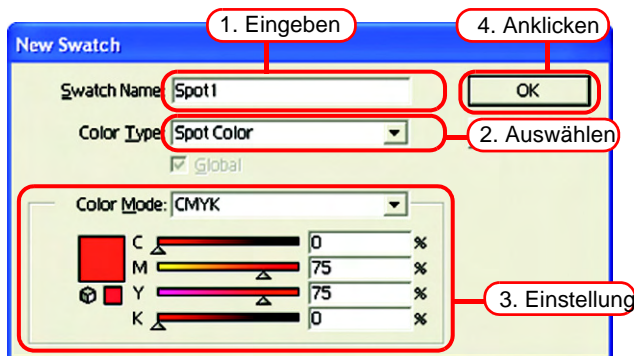 1. Eingeben
4. Anklicken
New Swatch
Swatch Name: Spot1
OK
Color Type: Spot Color
2. Auswählen
Global
Color Mode: CMYK
C 0 %
M 75 %
Y 75 %
K 0 %
3. Einstellung